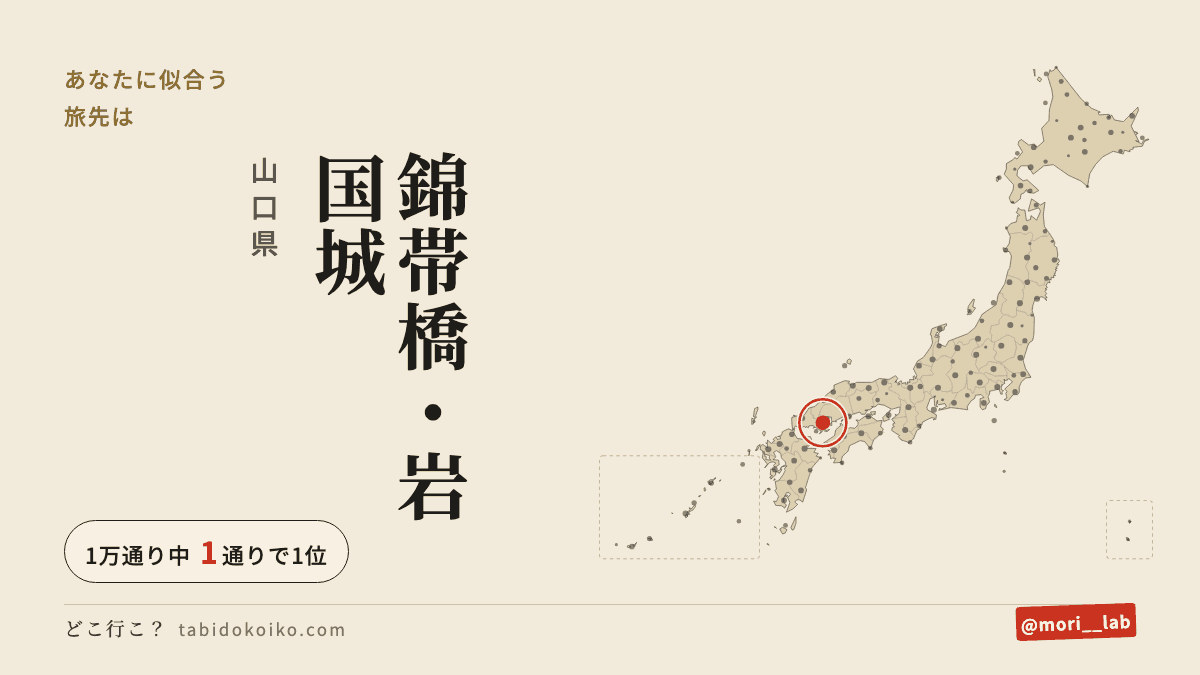 あなたに似合う
旅先は
錦帯橋・岩
国城
山口県
1万通り中 1通りで1位
どこ行こ？ tabidokoiko.com
@mori__lab